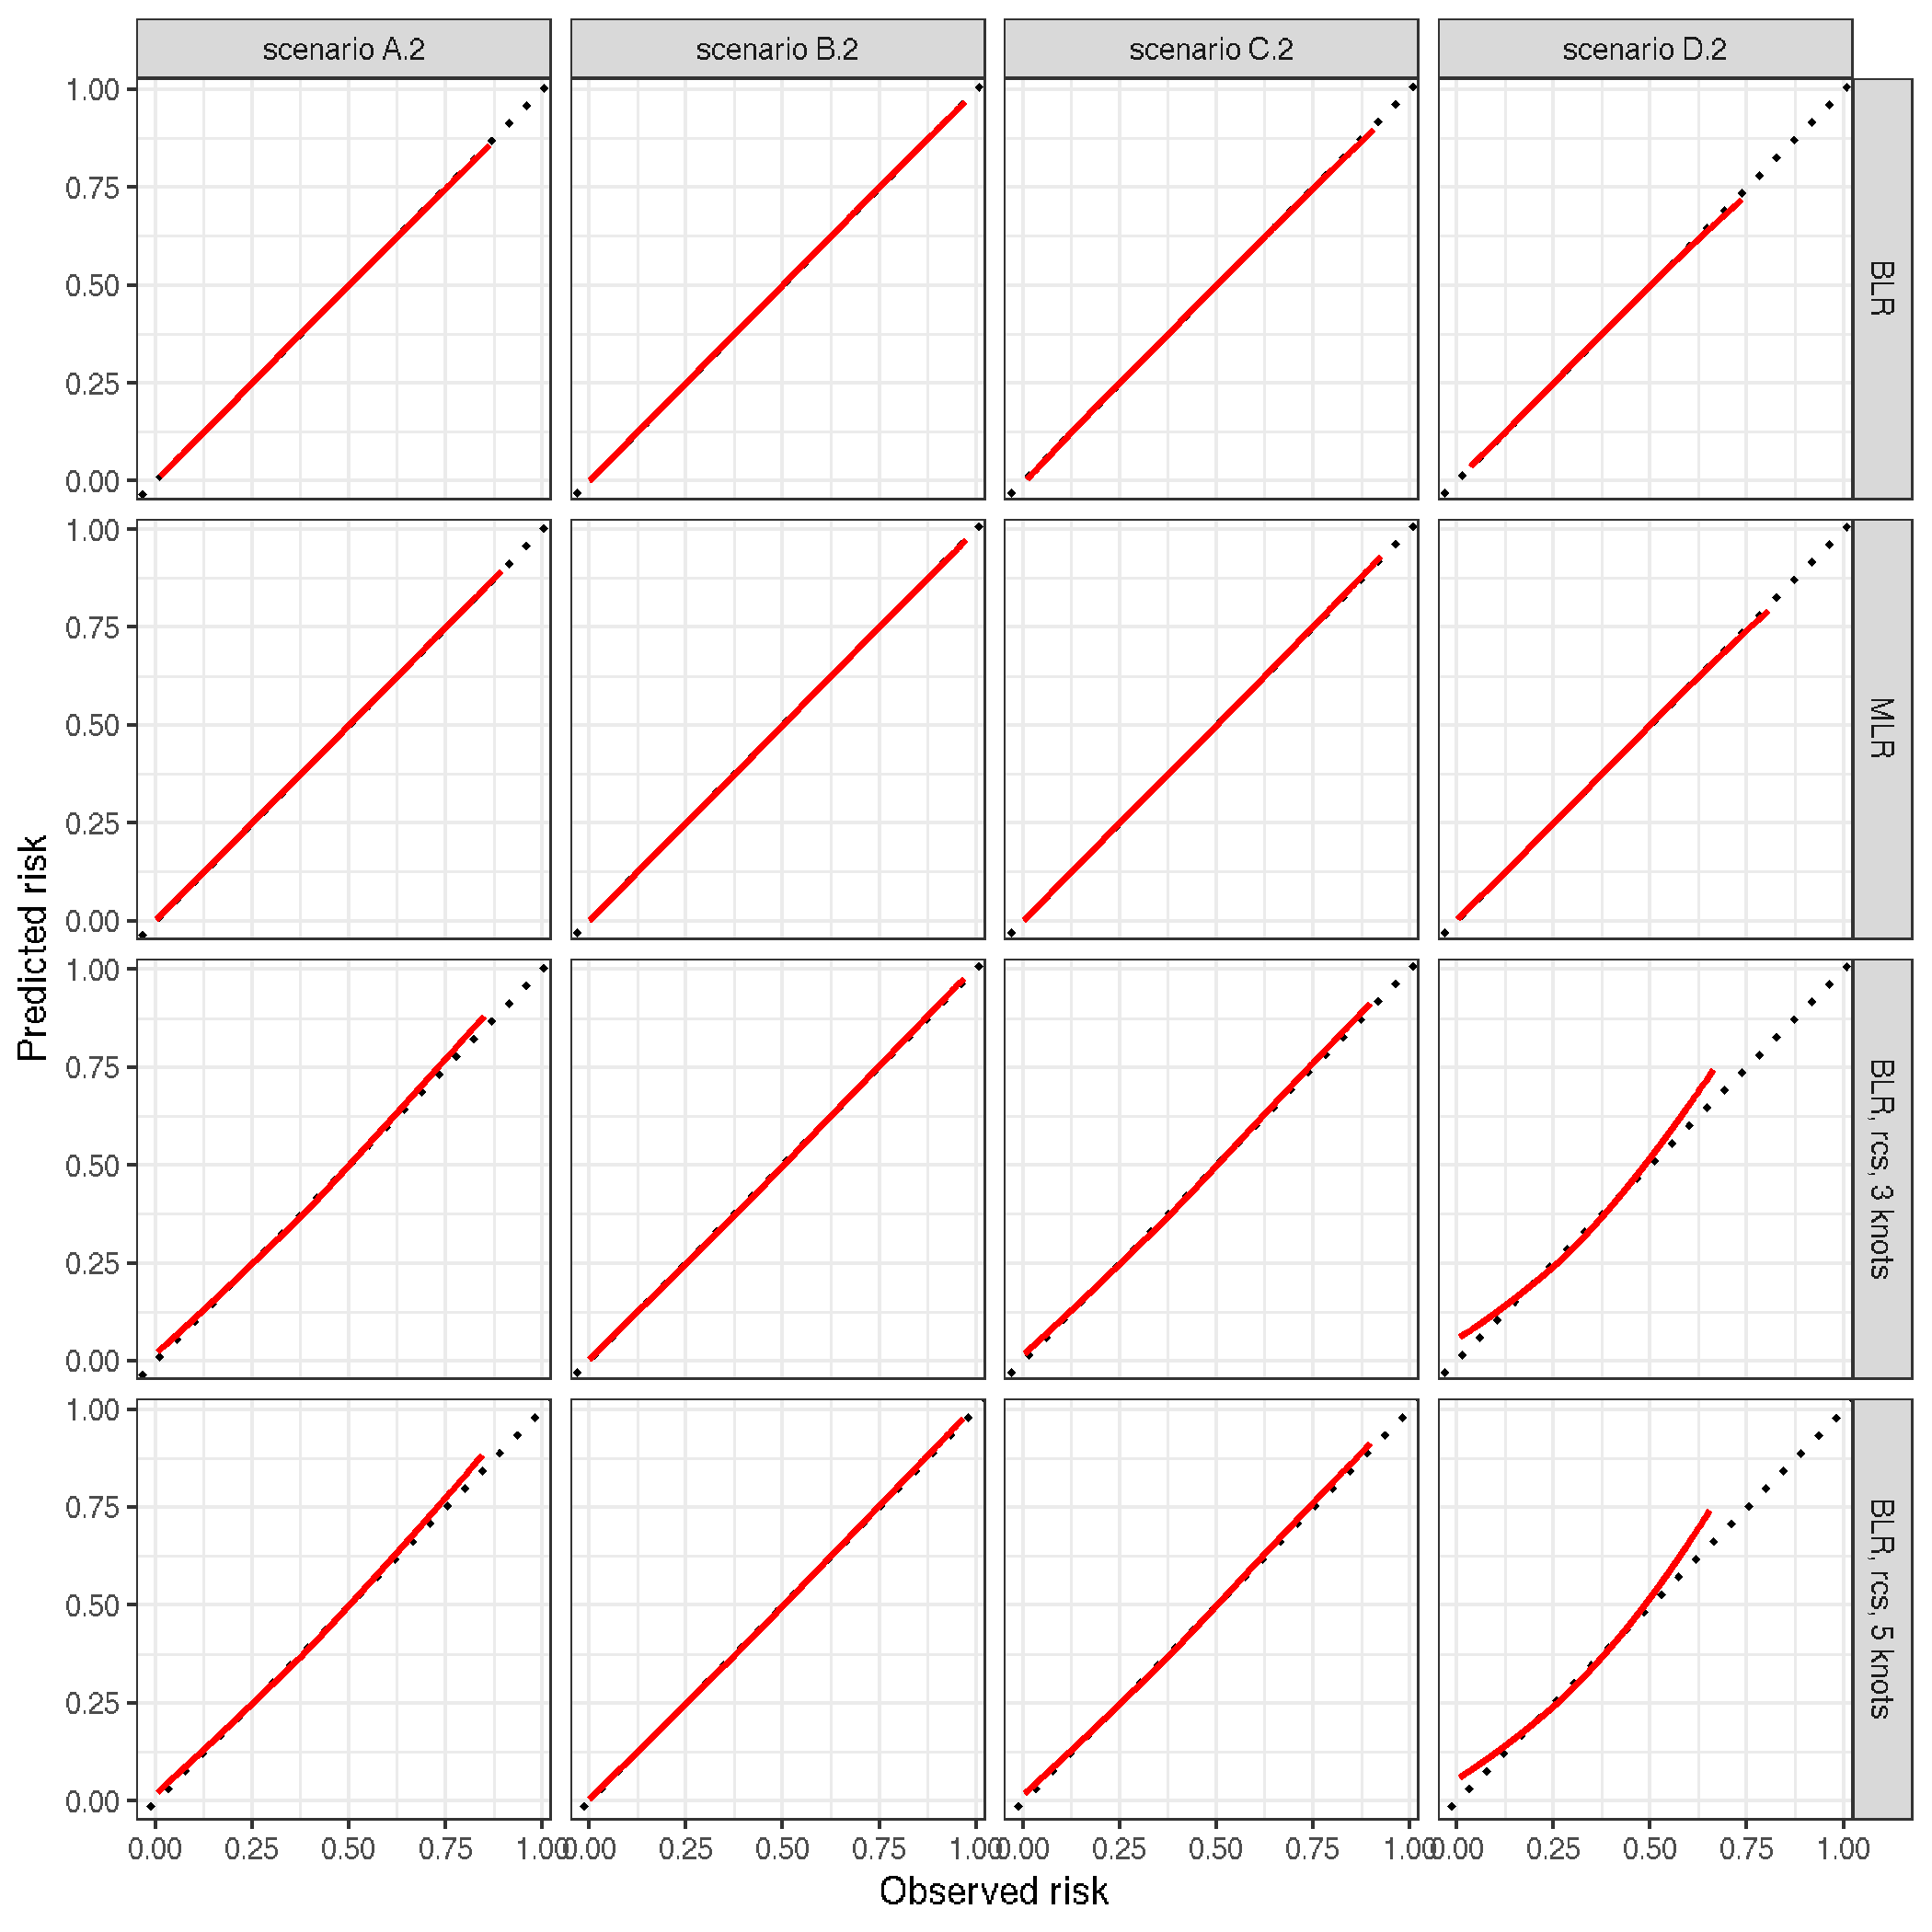 scenario A.2
scenario B.2
scenario C.2
scenario D.2
1.00
0.75
0.50
0.25
0.00
BLR
1.00
0.75
0.50
0.25
0.00
MLR
1.00
0.75
0.50
0.25
0.00
BLR, rcs, 3 knots
1.00
0.75
0.50
0.25
0.00
BLR, rcs, 5 knots
Predicted risk
0.00 0.25 0.50 0.75 1.00
0.00 0.25 0.50 0.75 1.00
0.00 0.25 0.50 0.75 1.00
0.00 0.25 0.50 0.75 1.00
Observed risk